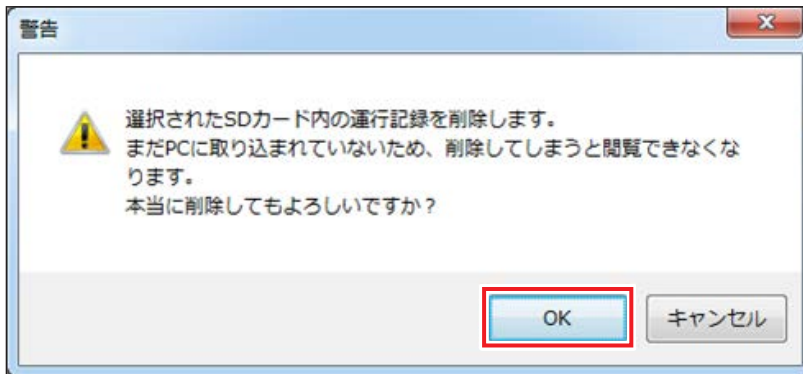 警告
選択されたSDカード内の運行記録を削除します。
まだPCに取り込まれていないため、削除してしまうと閲覧できなくな
ります。
本当に削除してもよろしいですか？
OK
キャンセル